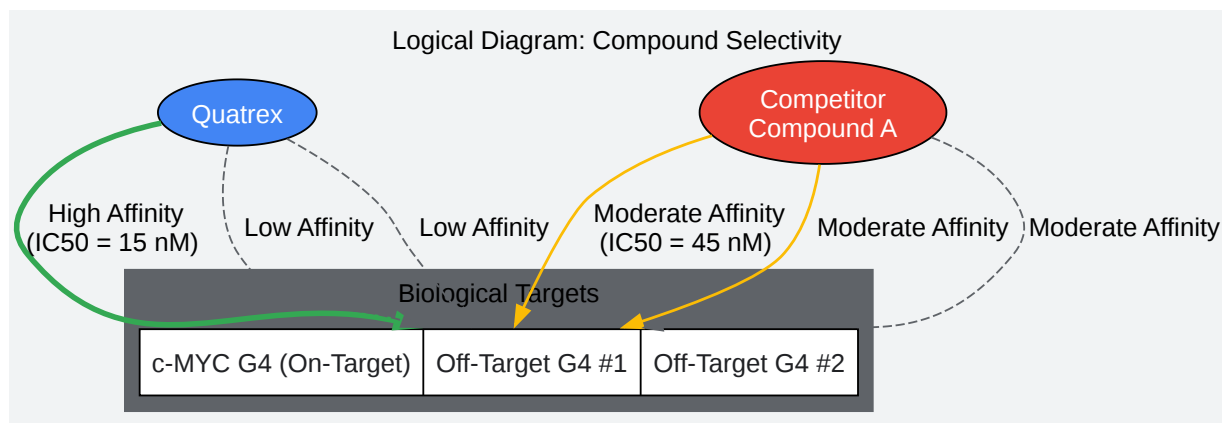 Logical Diagram: Compound Selectivity
Quatrex
Competitor
Compound A
High Affinity
(IC50 = 15 nM)
Low Affinity
Low Affinity
Moderate Affinity
(IC50 = 45 nM)
Moderate Affinity
Moderate Affinity
Biological Targets
c-MYC G4 (On-Target)
Off-Target G4 #1
Off-Target G4 #2